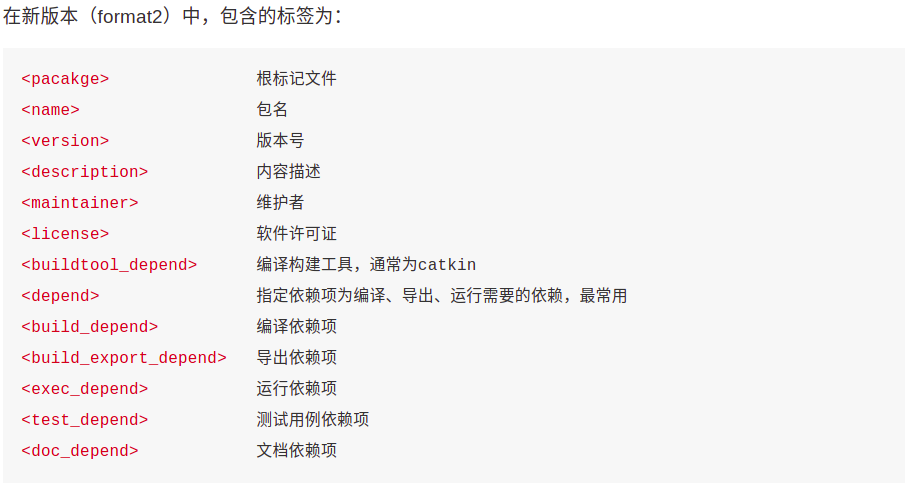 在新版本（format2）中，包含的标签为：
<pacakge> 根标记文件
<name> 包名
<version> 版本号
<description> 内容描述
<maintainer> 维护者
<license> 软件许可证
<buildtool_depend> 编译构建工具，通常为catkin
<depend> 指定依赖项为编译、导出、运行需要的依赖，最常用
<build_depend> 编译依赖项
<build_export_depend> 导出依赖项
<exec_depend> 运行依赖项
<test_depend> 测试用例依赖项
<doc_depend> 文档依赖项